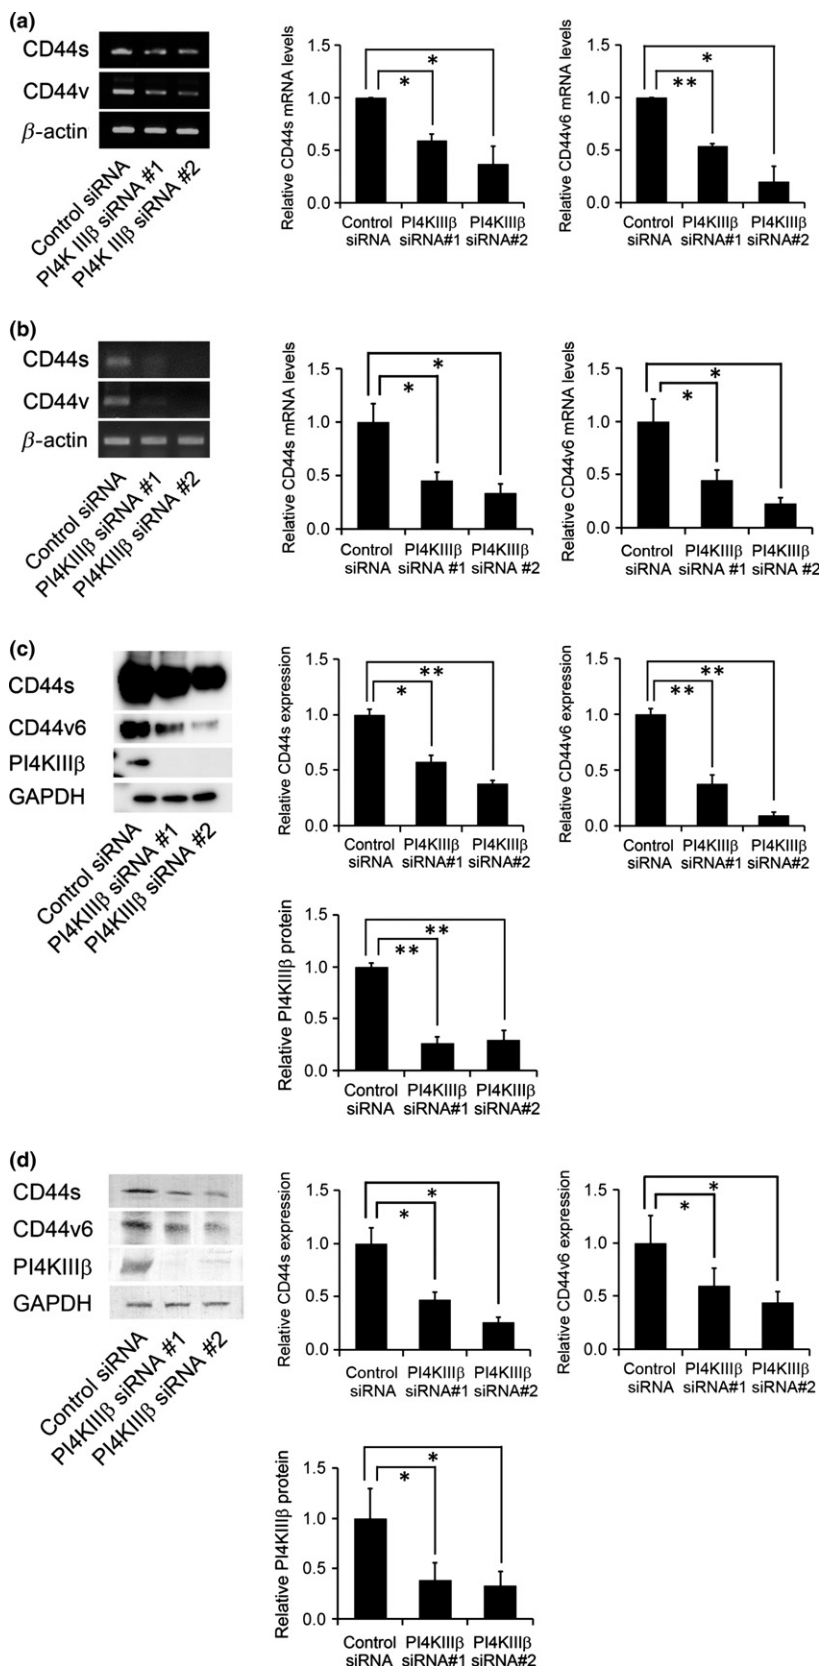 (a)
CD44s
CD44v
β-actin
Control siRNA
PI4K IIIβ siRNA #1
PI4K IIIβ siRNA #2
Relative CD44s mRNA levels
1.5
1.0
0.5
0.0
*
*
Control siRNA
PI4KIIIβ siRNA#1
PI4KIIIβ siRNA#2
Relative CD44v6 mRNA levels
1.5
1.0
0.5
0.0
*
**
Control siRNA
PI4KIIIβ siRNA#1
PI4KIIIβ siRNA#2
(b)
CD44s
CD44v
β-actin
Control siRNA
PI4KIIIβ siRNA #1
PI4KIIIβ siRNA #2
Relative CD44s mRNA levels
1.5
1.0
0.5
0.0
*
*
Control siRNA
PI4KIIIβ siRNA #1
PI4KIIIβ siRNA #2
Relative CD44v6 mRNA levels
1.5
1.0
0.5
0.0
*
*
Control siRNA
PI4KIIIβ siRNA #1
PI4KIIIβ siRNA #2
(c)
CD44s
CD44v6
PI4KIIIβ
GAPDH
Control siRNA
PI4KIIIβ siRNA #1
PI4KIIIβ siRNA #2
Relative CD44s expression
1.5
1.0
0.5
0.0
**
*
Control siRNA
PI4KIIIβ siRNA#1
PI4KIIIβ siRNA#2
Relative CD44v6 expression
1.5
1.0
0.5
0.0
**
**
Control siRNA
PI4KIIIβ siRNA#1
PI4KIIIβ siRNA#2
Relative PI4KIIIβ protein
1.5
1.0
0.5
0.0
**
**
Control siRNA
PI4KIIIβ siRNA#1
PI4KIIIβ siRNA#2
(d)
CD44s
CD44v6
PI4KIIIβ
GAPDH
Control siRNA
PI4KIIIβ siRNA #1
PI4KIIIβ siRNA #2
Relative CD44s expression
1.5
1.0
0.5
0.0
*
*
Control siRNA
PI4KIIIβ siRNA#1
PI4KIIIβ siRNA#2
Relative CD44v6 expression
1.5
1.0
0.5
0.0
*
*
Control siRNA
PI4KIIIβ siRNA#1
PI4KIIIβ siRNA#2
Relative PI4KIIIβ protein
1.5
1.0
0.5
0.0
*
*
Control siRNA
PI4KIIIβ siRNA#1
PI4KIIIβ siRNA#2